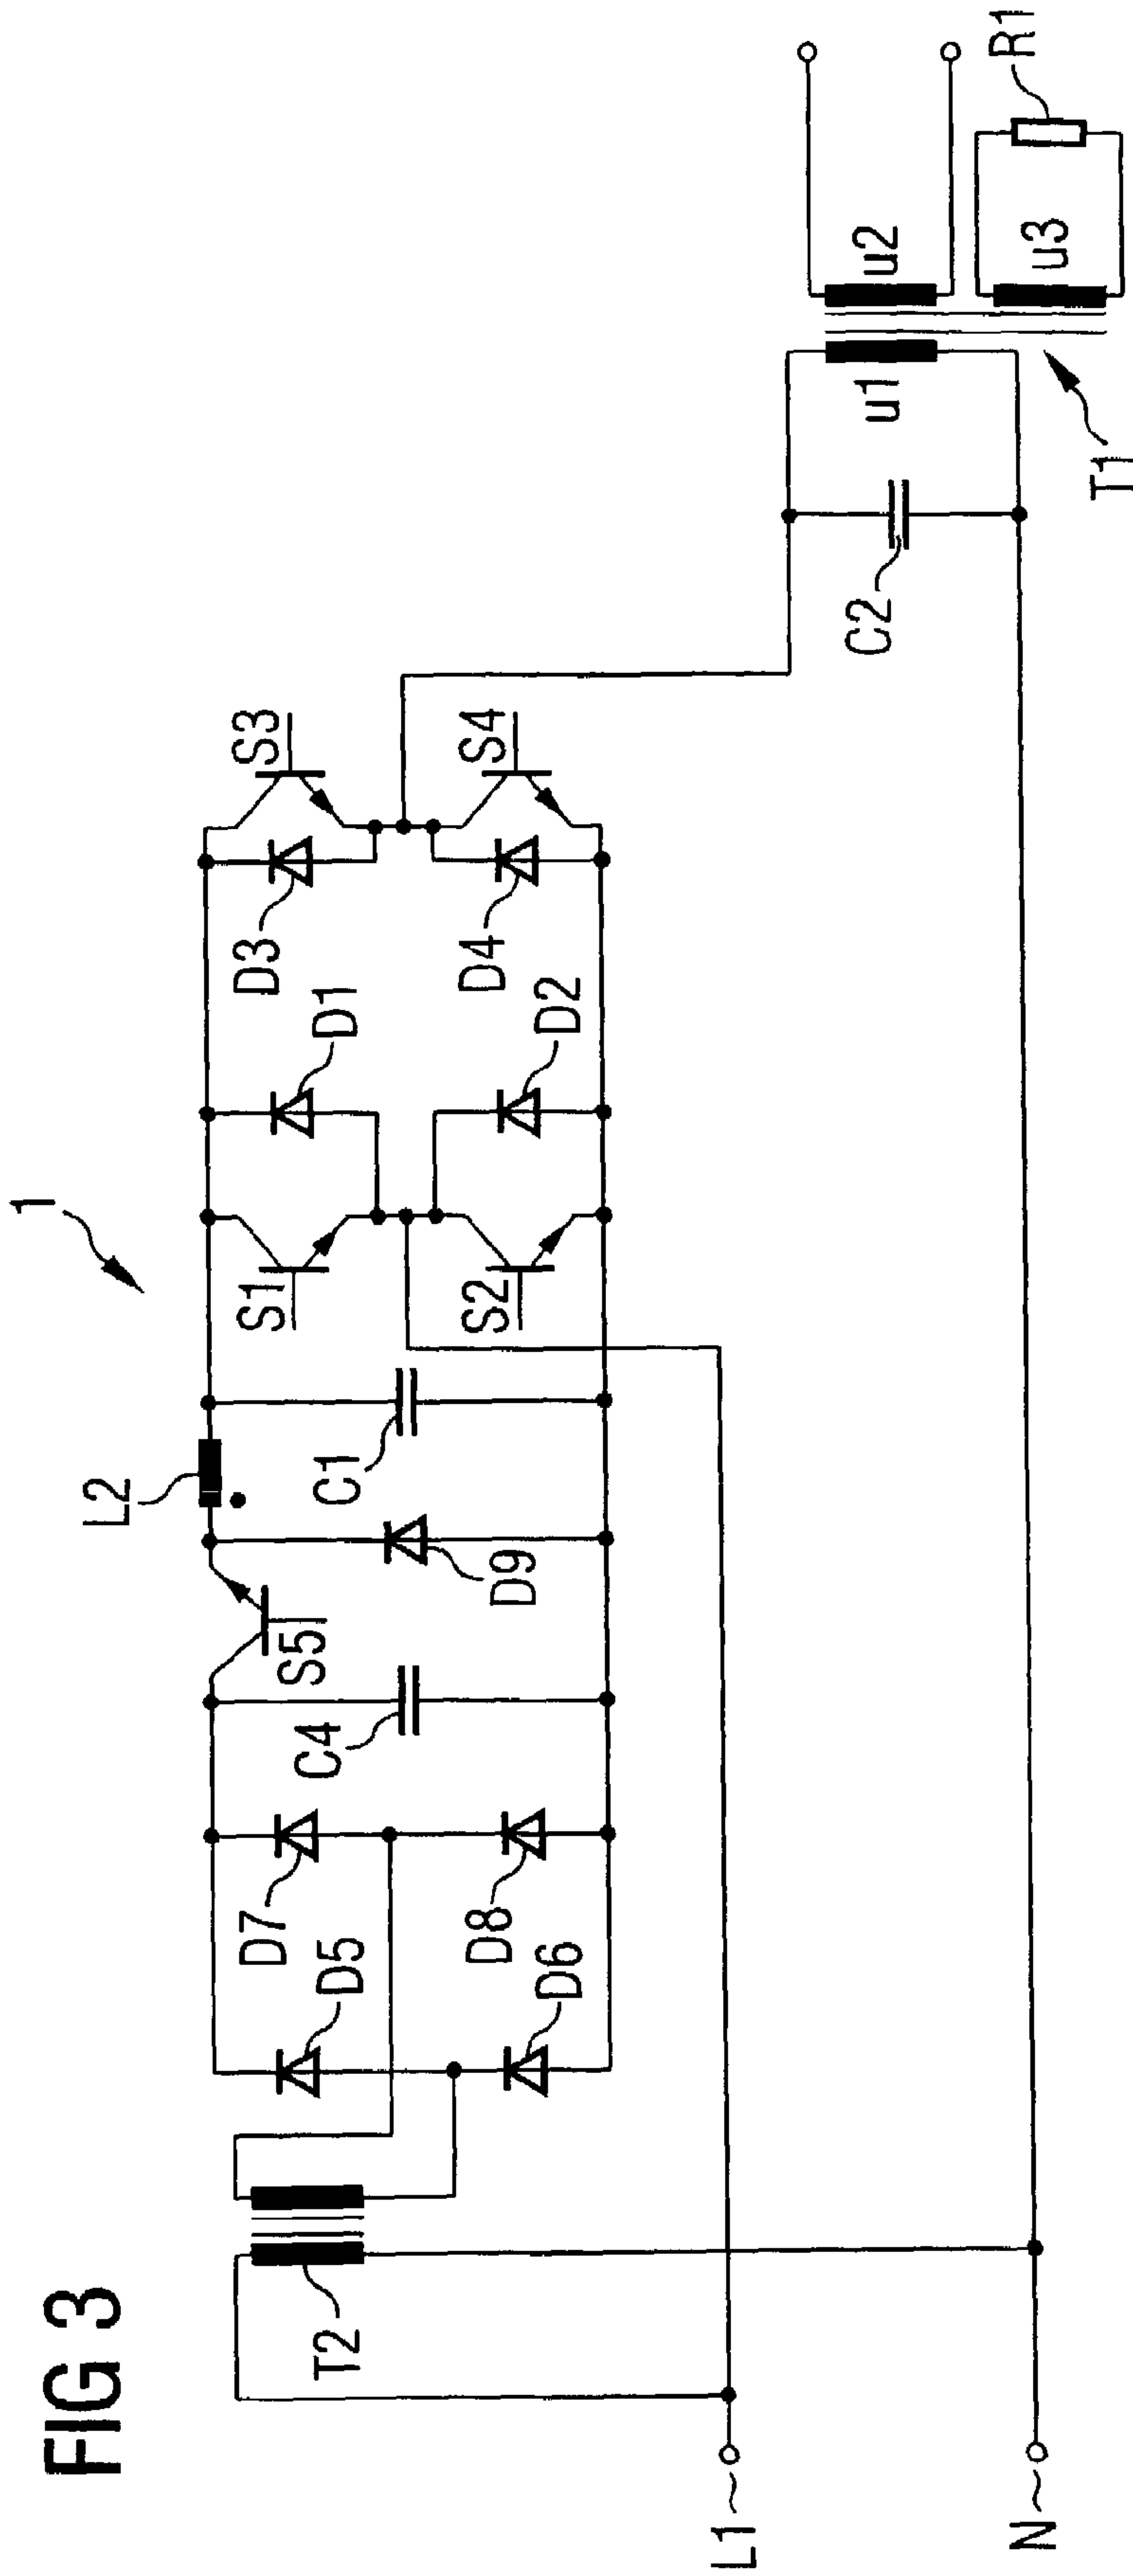 FIG 3
1
L2
S1
D1
D3
S3
T2
D5
D7
C4
S5
D9
C1
S2
D2
D4
S4
D6
D8
L1 ~
C2
u1
u2
u3
R1
T1
N ~